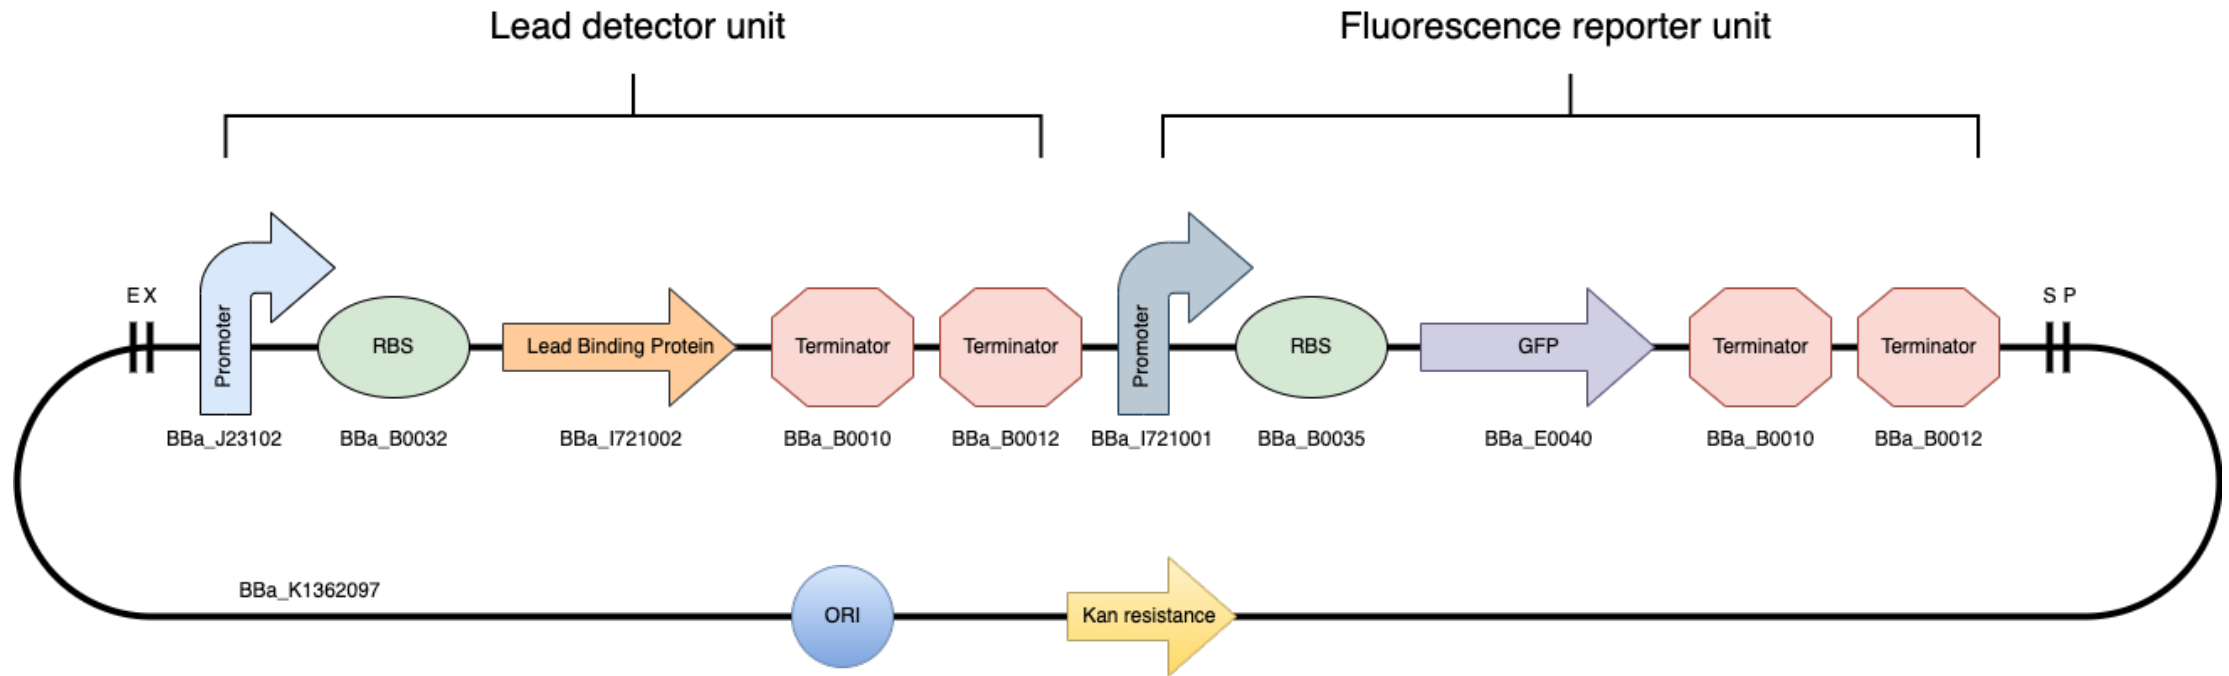 Lead detector unit
Fluorescence reporter unit
E X
S P
Promoter
RBS
Lead Binding Protein
Terminator
Terminator
Promoter
RBS
GFP
Terminator
Terminator
BBa_J23102
BBa_B0032
BBa_I721002
BBa_B0010
BBa_B0012
BBa_I721001
BBa_B0035
BBa_E0040
BBa_B0010
BBa_B0012
BBa_K1362097
ORI
Kan resistance